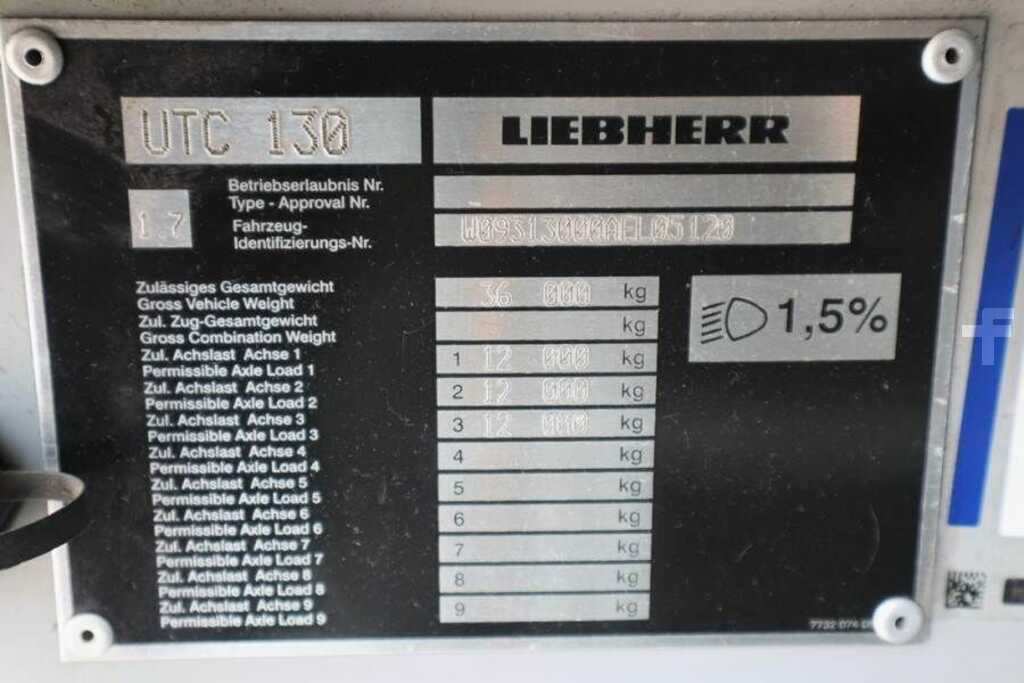 UTC 130
LIEBHERR
Betriebserlaubnis Nr.
Type - Approval Nr.
1.7
Fahrzeug-
Identifizierungs-Nr.
W09313000AEL05120
Zulässiges Gesamtgewicht
Gross Vehicle Weight
36 000 kg
Zul. Zug-Gesamtgewicht
Gross Combination Weight
kg
1,5%
Zul. Achslast Achse 1
Permissible Axle Load 1
1 12 000 kg
Zul. Achslast Achse 2
Permissible Axle Load 2
2 12 000 kg
Zul. Achslast Achse 3
Permissible Axle Load 3
3 12 000 kg
Zul. Achslast Achse 4
Permissible Axle Load 4
4 kg
Zul. Achslast Achse 5
Permissible Axle Load 5
5 kg
Zul. Achslast Achse 6
Permissible Axle Load 6
6 kg
Zul. Achslast Achse 7
Permissible Axle Load 7
7 kg
Zul. Achslast Achse 8
Permissible Axle Load 8
8 kg
Zul. Achslast Achse 9
Permissible Axle Load 9
9 kg
7732 074